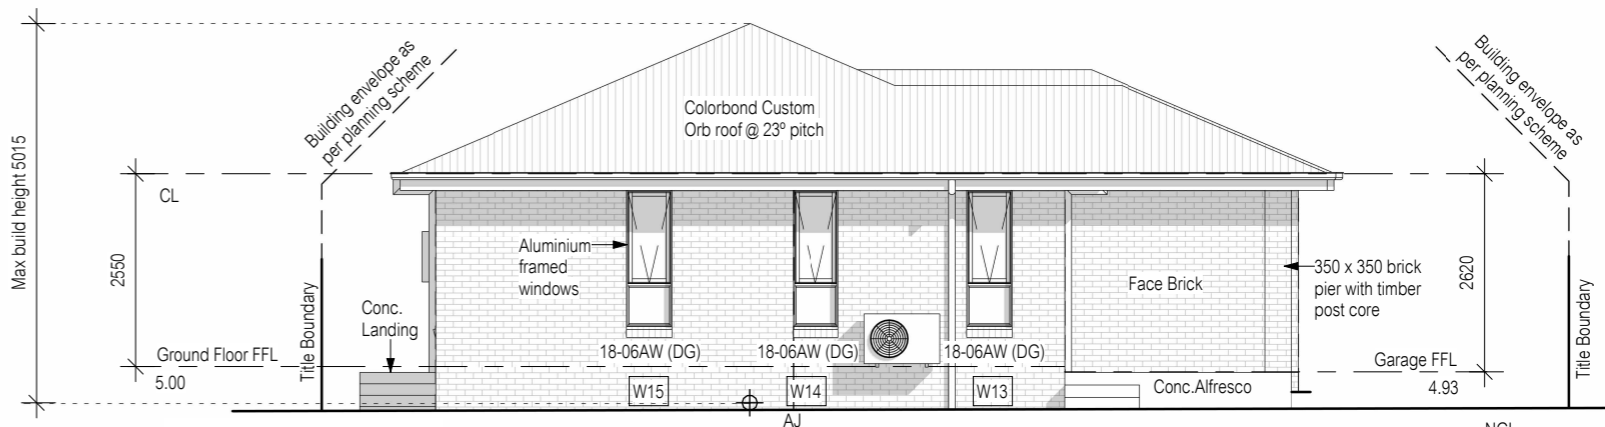 Max build height 5015
2550
CL
Building envelope as
per planning scheme
Colorbond Custom
Orb roof @ 23º pitch
Building envelope as
per planning scheme
Aluminium
framed
windows
Conc.
Landing
Face Brick
350 x 350 brick
pier with timber
post core
2620
Title Boundary
Title Boundary
Ground Floor FFL
5.00
18-06AW (DG)
18-06AW (DG)
18-06AW (DG)
W15
W14
W13
Garage FFL
4.93
Conc.Alfresco
AJ